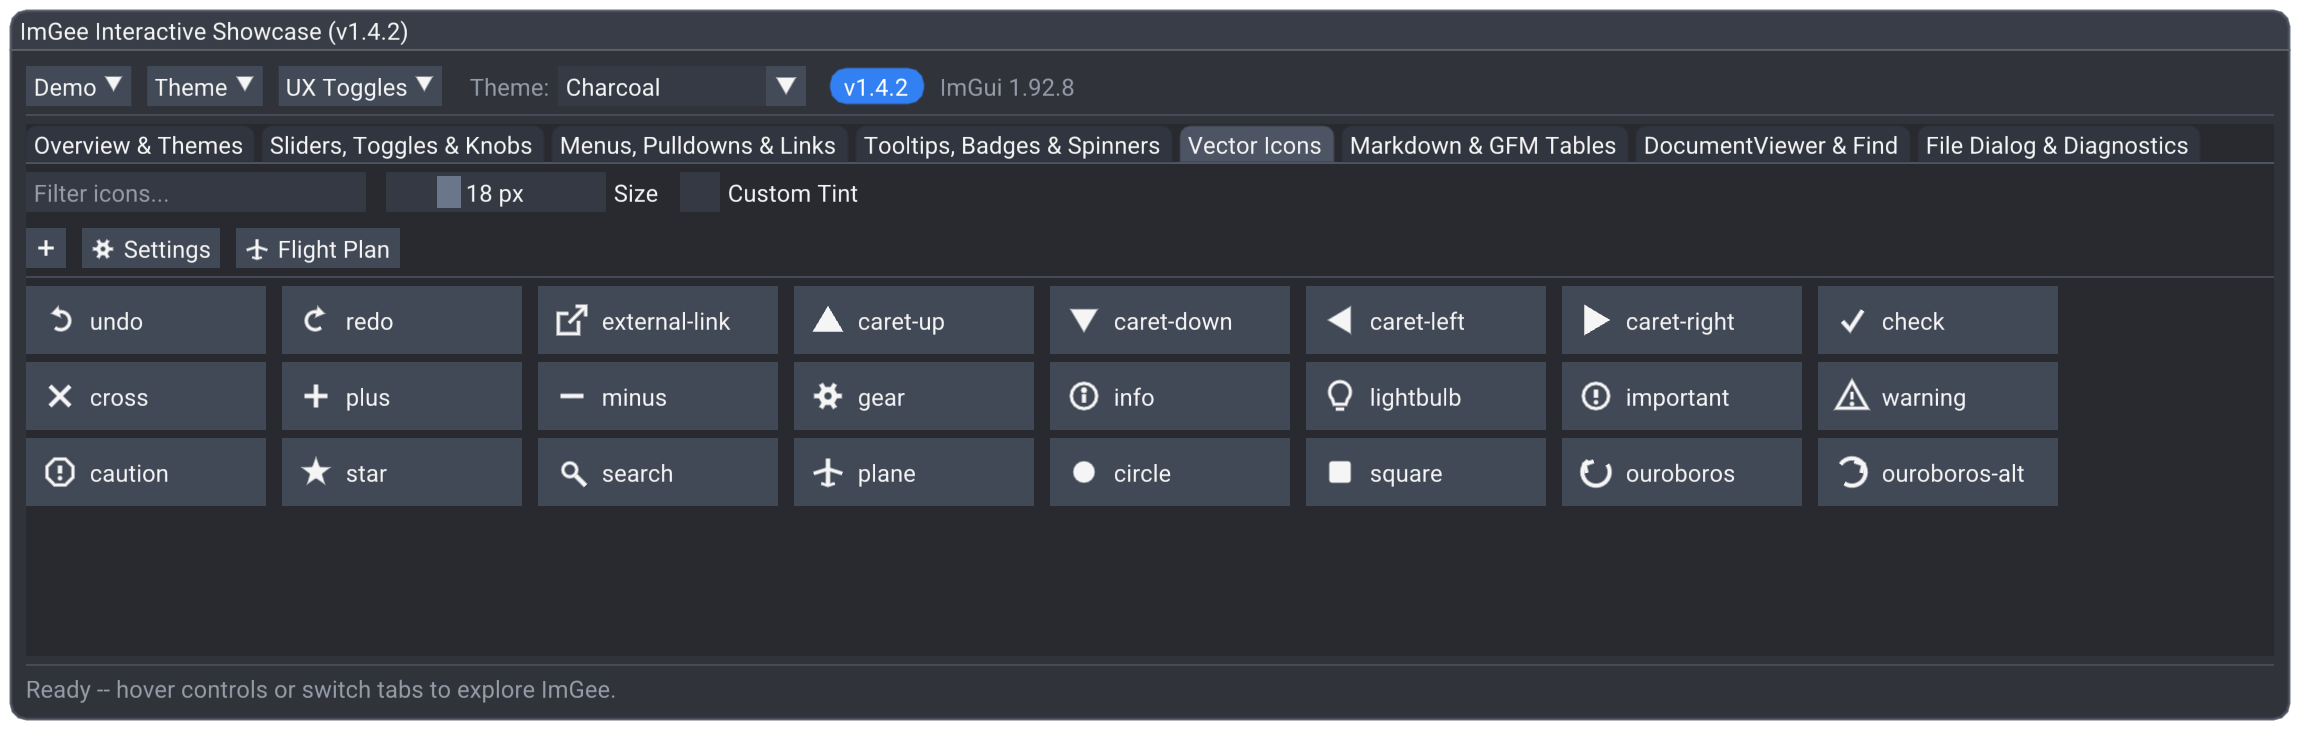 ImGee Interactive Showcase (v1.4.2)
Demo Theme UX Toggles Theme: Charcoal v1.4.2 ImGui 1.92.8
Overview & Themes Sliders, Toggles & Knobs Menus, Pulldowns & Links Tooltips, Badges & Spinners Vector Icons Markdown & GFM Tables DocumentViewer & Find File Dialog & Diagnostics
Filter icons... 18 px Size Custom Tint
Settings Flight Plan
undo redo external-link caret-up caret-down caret-left caret-right check
cross plus minus gear info lightbulb important warning
caution star search plane circle square ouroboros ouroboros-alt
Ready -- hover controls or switch tabs to explore ImGee.